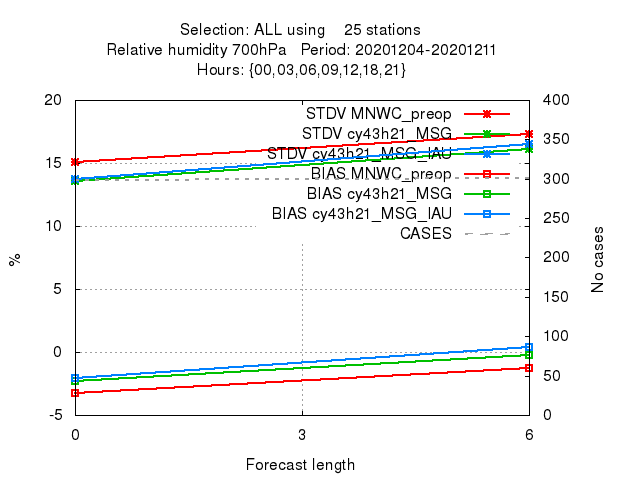 Selection: ALL using 25 stations
Relative humidity 700hPa Period: 20201204-20201211
Hours: {00,03,06,09,12,18,21}
20 400
STDV MNWC_preop
STDV cy43h21_MSG
STDV cy43h21_MSG_IAU
BIAS MNWC_preop
BIAS cy43h21_MSG
BIAS cy43h21_MSG_IAU
CASES
350
15 300
10 250
200
5 150
100
0 50
-5 0
%
No cases
0 3 6
Forecast length